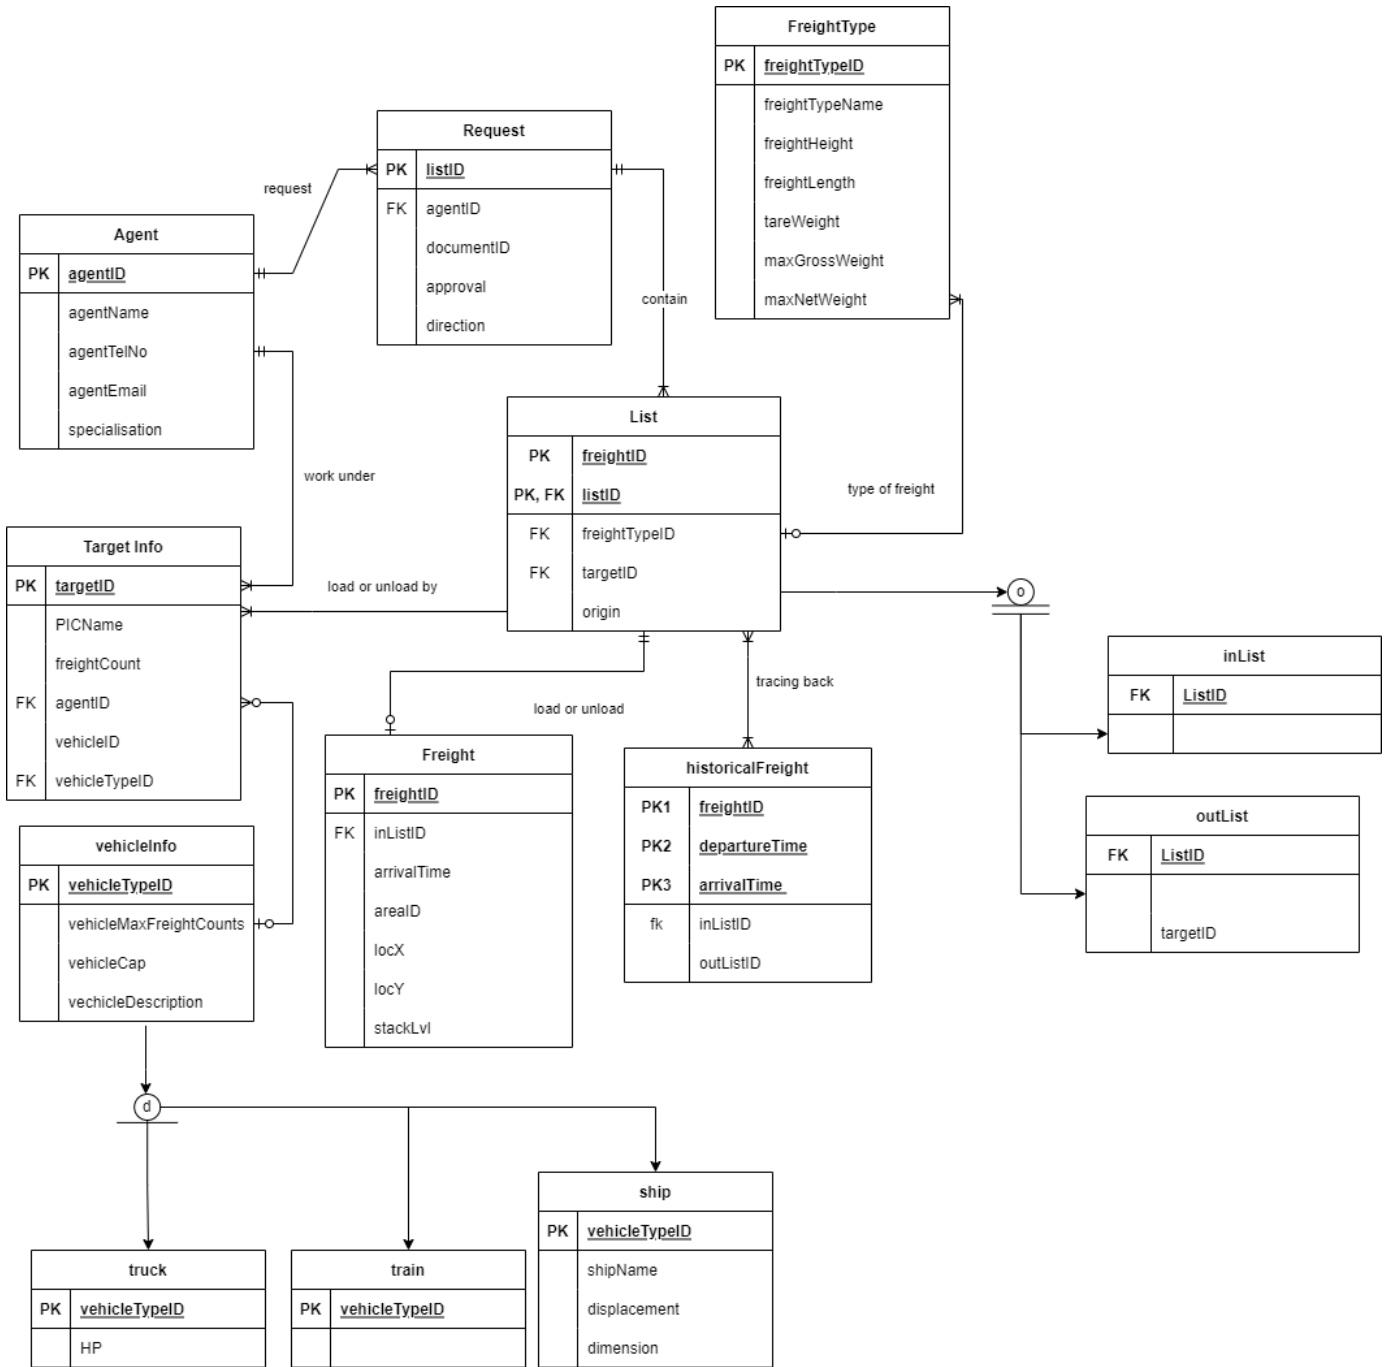 FreightType
PK freightTypeID
freightTypeName
freightHeight
freightLength
tareWeight
maxGrossWeight
maxNetWeight
Request
PK listID
FK agentID
documentID
approval
direction
request
Agent
PK agentID
agentName
agentTelNo
agentEmail
specialisation
contain
work under
List
PK freightID
PK, FK listID
FK freightTypeID
FK targetID
origin
type of freight
Target Info
PK targetID
PICName
freightCount
FK agentID
vehicleID
FK vehicleTypeID
load or unload by
o
inList
FK ListID
tracing back
load or unload
Freight
PK freightID
FK inListID
arrivalTime
areaID
locX
locY
stackLvl
historicalFreight
PK1 freightID
PK2 departureTime
PK3 arrivalTime
fk inListID
outListID
outList
FK ListID
targetID
vehicleInfo
PK vehicleTypeID
vehicleMaxFreightCounts
vehicleCap
vechicleDescription
d
ship
PK vehicleTypeID
shipName
displacement
dimension
truck
PK vehicleTypeID
HP
train
PK vehicleTypeID